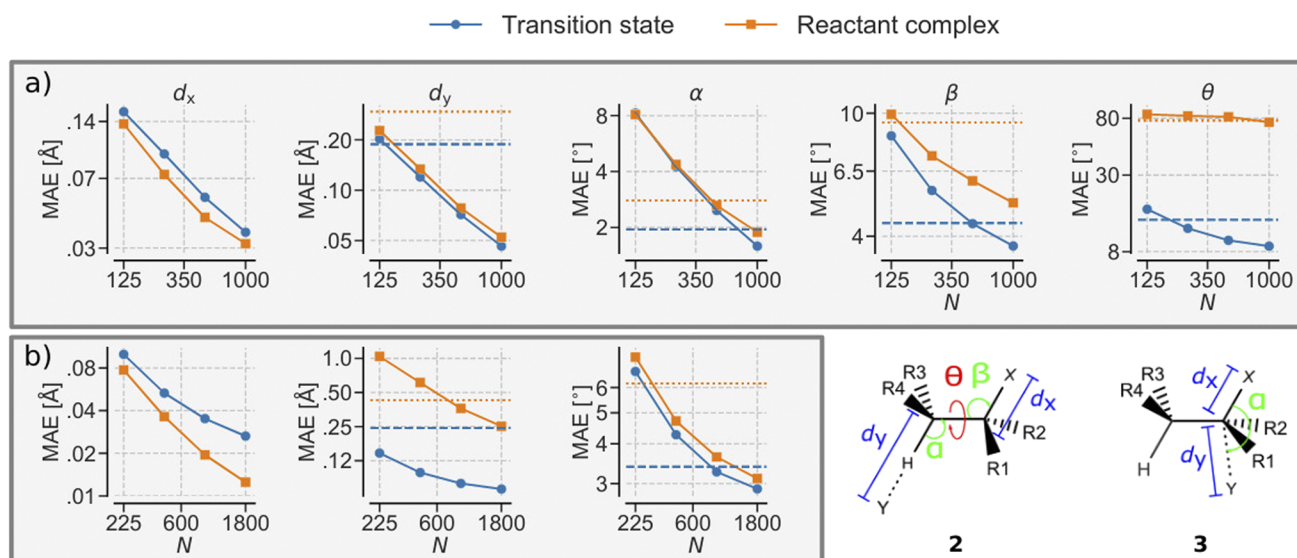 Transition state Reactant complex
a)
dx dy α β θ
MAE [Å] .14 .07 .03
125 350 1000
MAE [Å] .20 .10 .05
125 350 1000
MAE [°] 8 4 2
125 350 1000
MAE [°] 10 6.5 4
125 350 1000
N
MAE [°] 80 30 8
125 350 1000
N
b)
MAE [Å] .08 .04 .02 .01
225 600 1800
N
MAE [Å] 1.0 .50 .25 .12
225 600 1800
N
MAE [°] 6 5 4 3
225 600 1800
N
R3 R4 θ β X dx
dy α R2
H R1
Y
2
R3 R4 dx X α
R2
dy R1
H Y
3